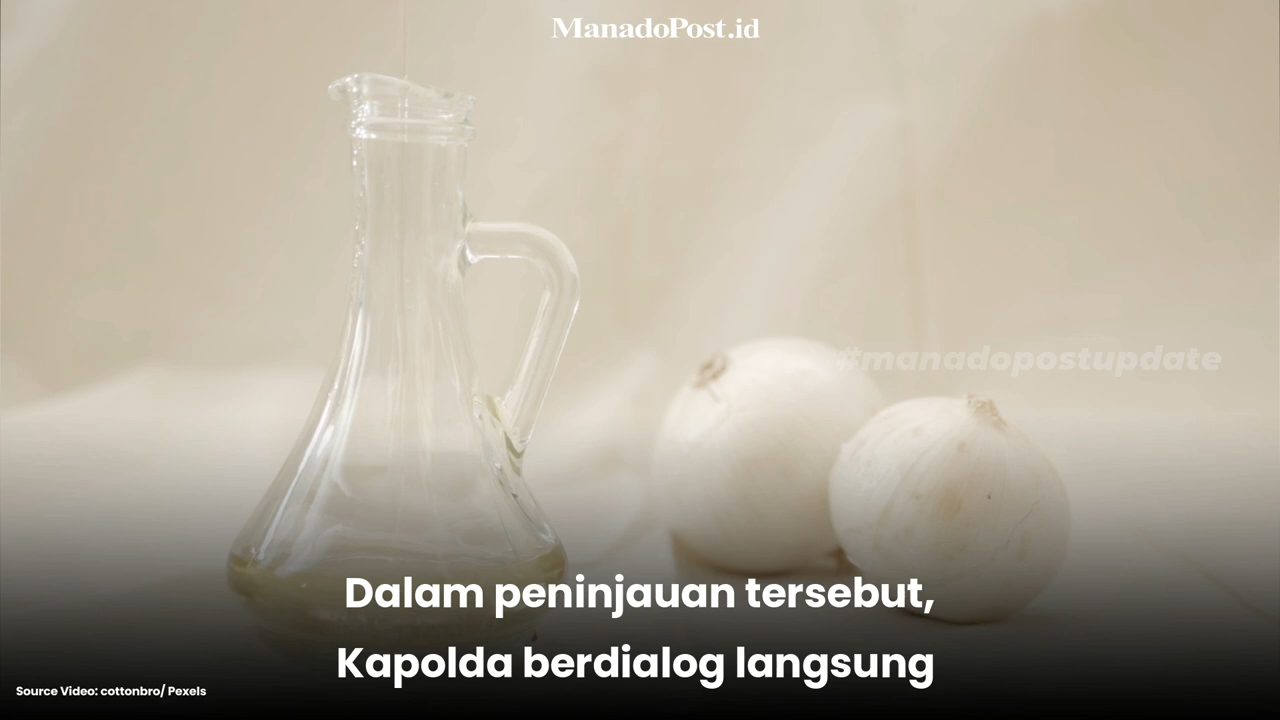 ManadoPost.id
#manadopostupdate
Dalam peninjauan tersebut,
Kapolda berdialog langsung
Source Video: cottonbro/ Pexels